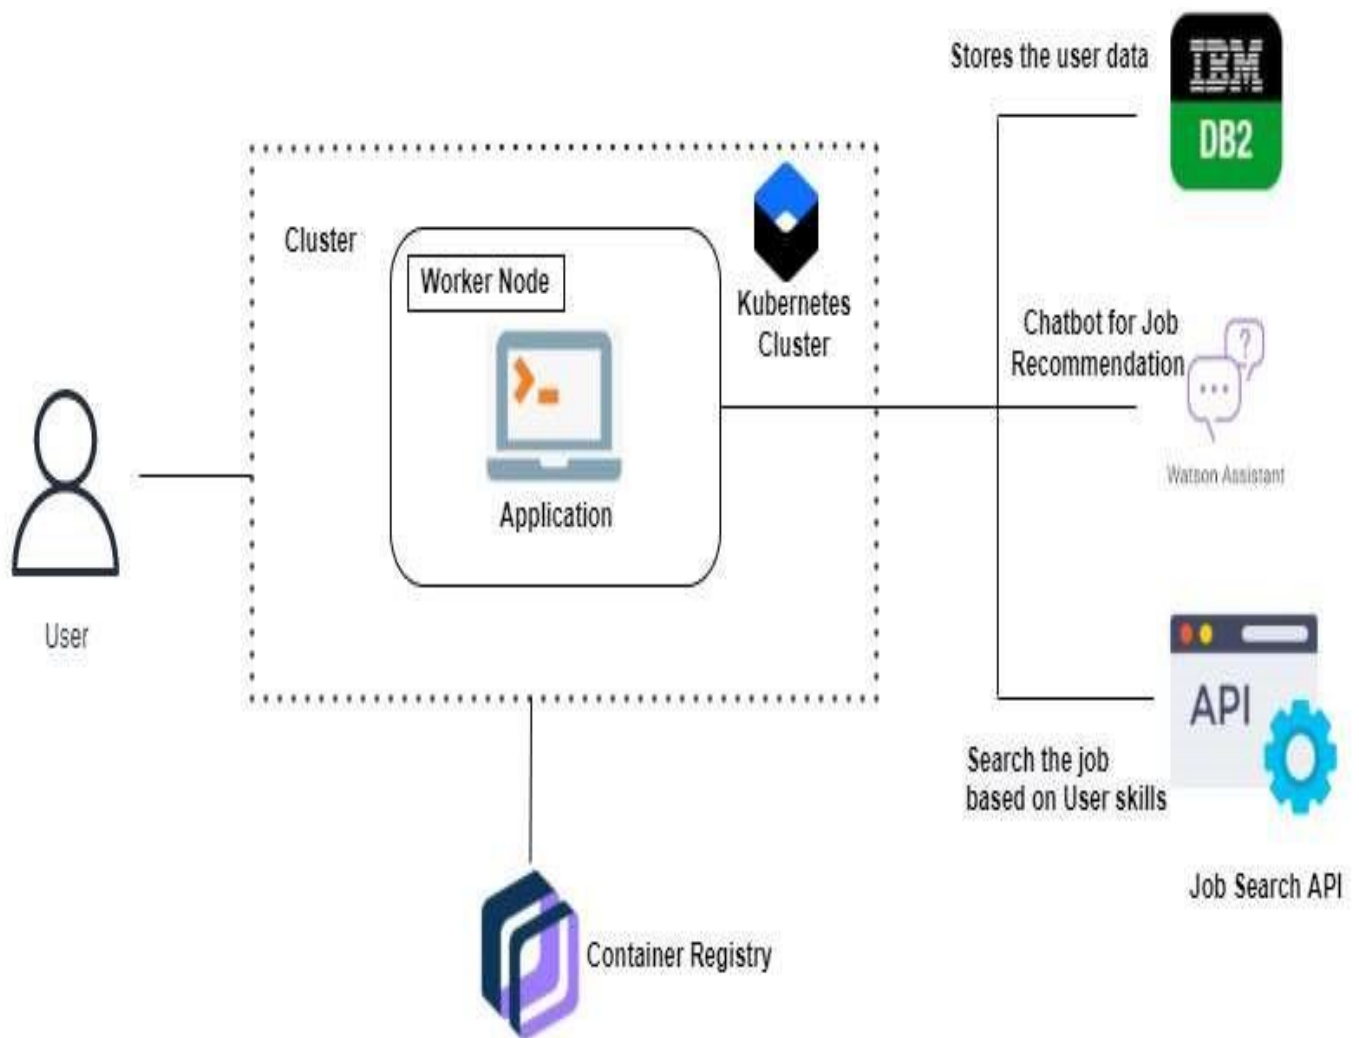 Stores the user data
IBM
DB2
Cluster
Worker Node
Kubernetes
Cluster
Chatbot for Job
Recommendation
?
Application
Watson Assistant
User
API
Search the job
based on User skills
Job Search API
Container Registry